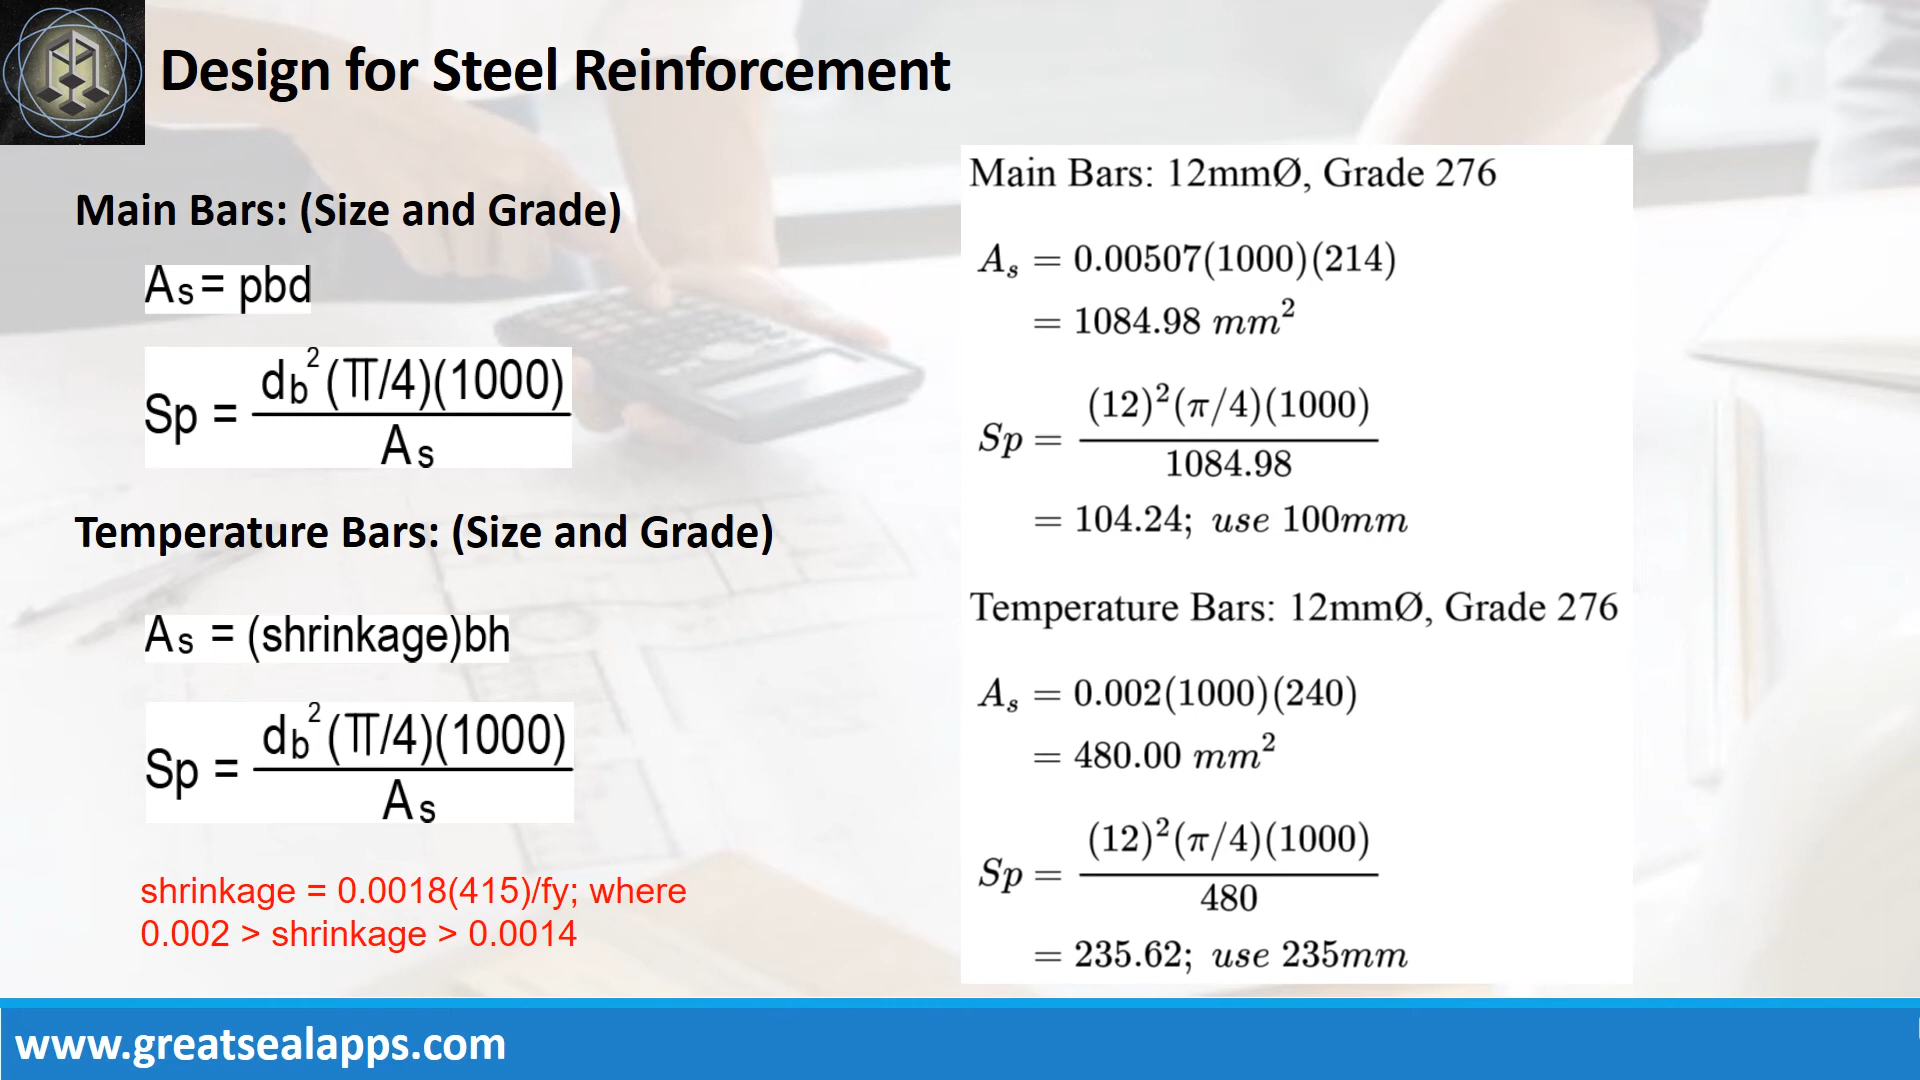 Design for Steel Reinforcement
Main Bars: (Size and Grade)
As = pbd
Sp = db²(π/4)(1000) / As
Temperature Bars: (Size and Grade)
As = (shrinkage)bh
Sp = db²(π/4)(1000) / As
shrinkage = 0.0018(415)/fy; where
0.002 > shrinkage > 0.0014
Main Bars: 12mmØ, Grade 276
As = 0.00507(1000)(214)
= 1084.98 mm²
Sp = (12)²(π/4)(1000) / 1084.98
= 104.24; use 100mm
Temperature Bars: 12mmØ, Grade 276
As = 0.002(1000)(240)
= 480.00 mm²
Sp = (12)²(π/4)(1000) / 480
= 235.62; use 235mm
www.greatsealapps.com